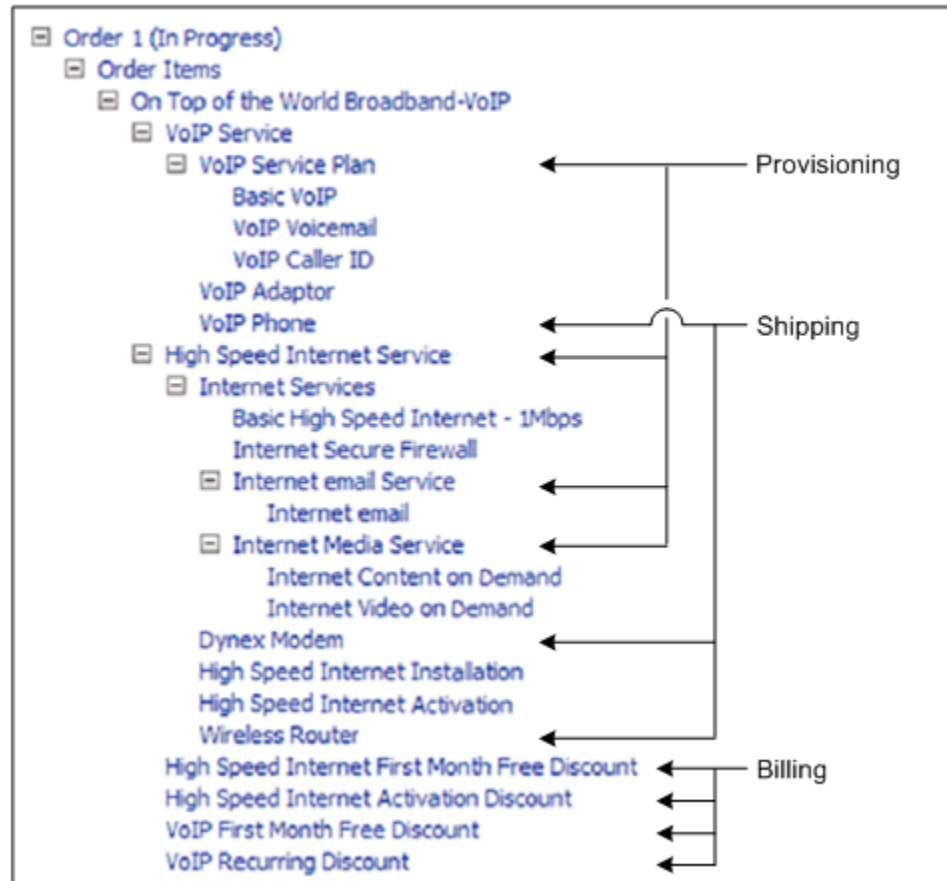 Order 1 (In Progress)
Order Items
On Top of the World Broadband-VoIP
VoIP Service
VoIP Service Plan
Provisioning
Basic VoIP
VoIP Voicemail
VoIP Caller ID
VoIP Adaptor
VoIP Phone
Shipping
High Speed Internet Service
Internet Services
Basic High Speed Internet - 1Mbps
Internet Secure Firewall
Internet email Service
Internet email
Internet Media Service
Internet Content on Demand
Internet Video on Demand
Dynex Modem
High Speed Internet Installation
High Speed Internet Activation
Wireless Router
High Speed Internet First Month Free Discount
Billing
High Speed Internet Activation Discount
VoIP First Month Free Discount
VoIP Recurring Discount